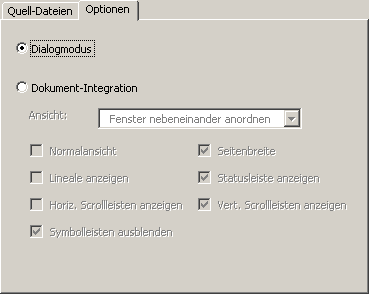 Quell-Dateien Optionen
Dialogmodus
Dokument-Integration
Ansicht: Fenster nebeneinander anordnen
Normalansicht Seitenbreite
Lineale anzeigen Statusleiste anzeigen
Horiz. Scrollleisten anzeigen Vert. Scrollleisten anzeigen
Symbolleisten ausblenden